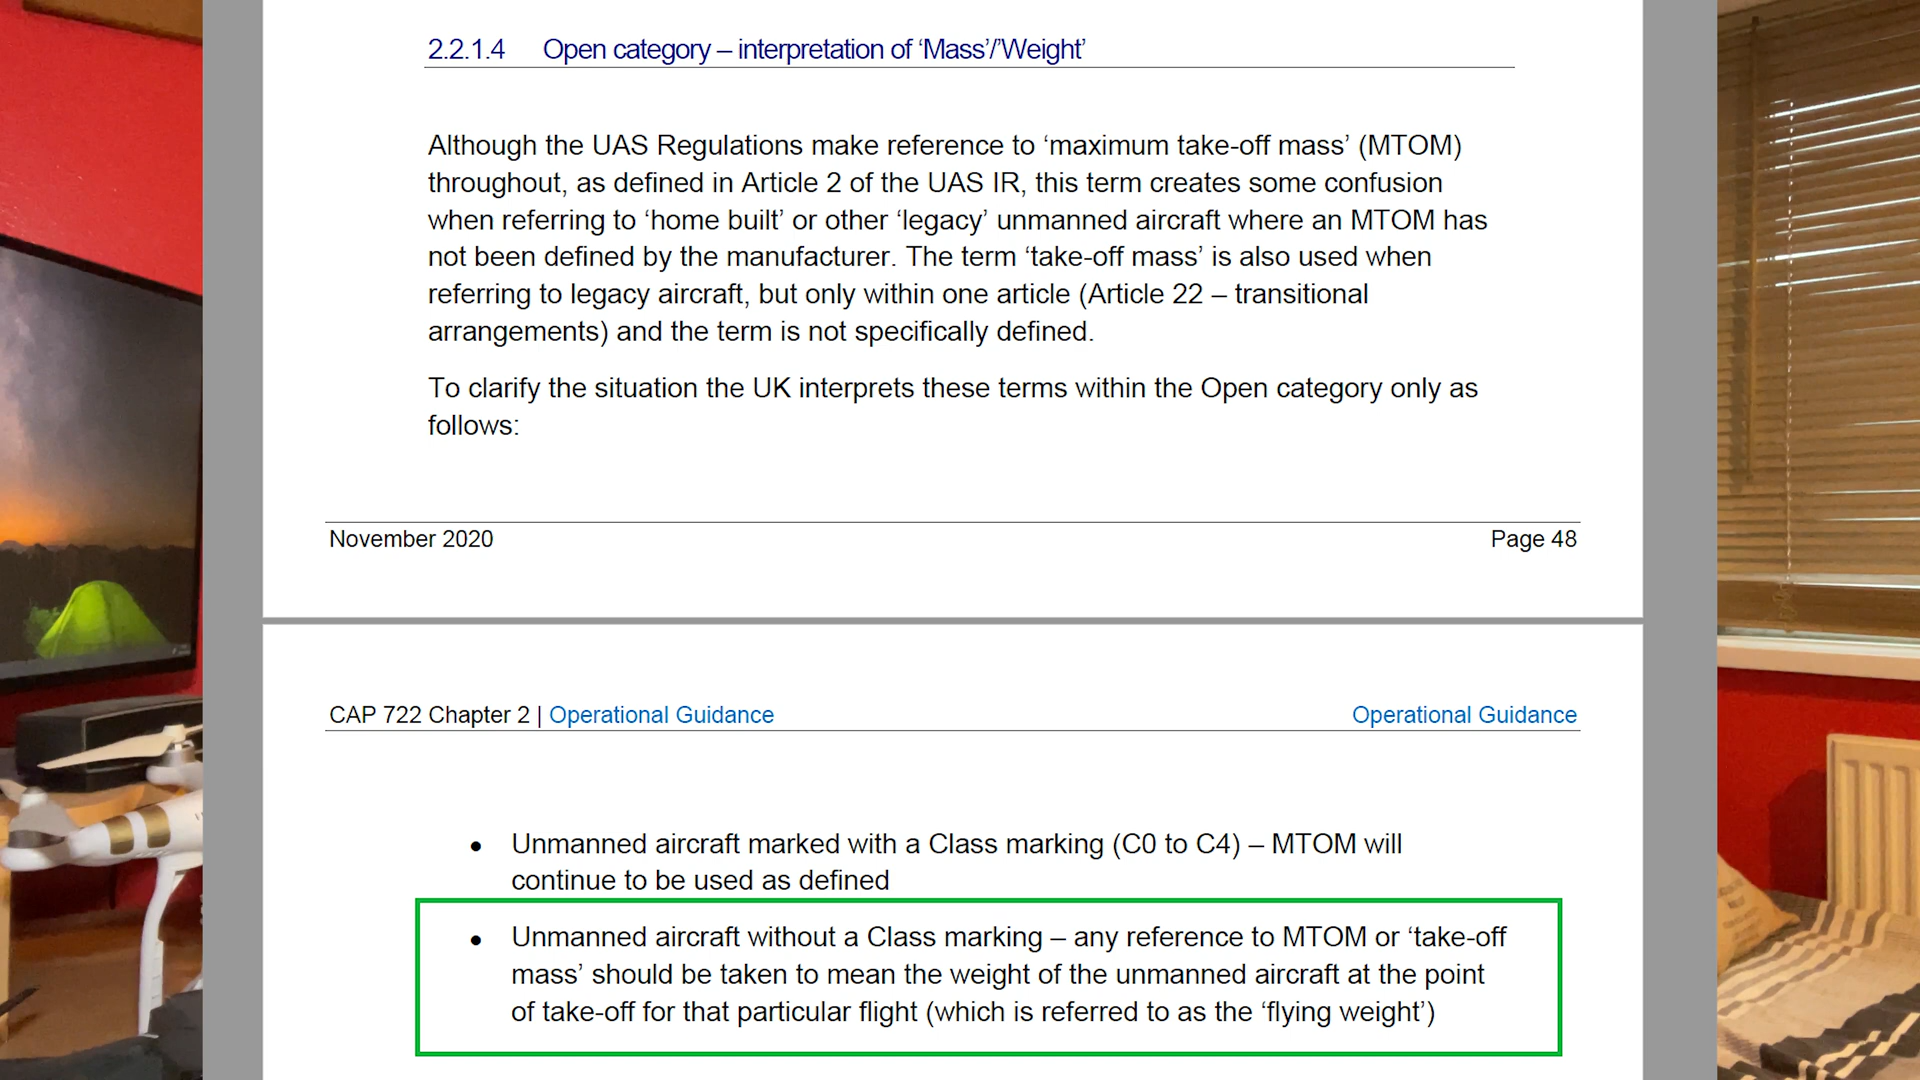 2.2.1.4 Open category – interpretation of ‘Mass’/’Weight’
Although the UAS Regulations make reference to ‘maximum take-off mass’ (MTOM)
throughout, as defined in Article 2 of the UAS IR, this term creates some confusion
when referring to ‘home built’ or other ‘legacy’ unmanned aircraft where an MTOM has
not been defined by the manufacturer. The term ‘take-off mass’ is also used when
referring to legacy aircraft, but only within one article (Article 22 – transitional
arrangements) and the term is not specifically defined.
To clarify the situation the UK interprets these terms within the Open category only as
follows:
November 2020 Page 48
CAP 722 Chapter 2 | Operational Guidance Operational Guidance
• Unmanned aircraft marked with a Class marking (C0 to C4) – MTOM will
continue to be used as defined
• Unmanned aircraft without a Class marking – any reference to MTOM or ‘take-off
mass’ should be taken to mean the weight of the unmanned aircraft at the point
of take-off for that particular flight (which is referred to as the ‘flying weight’)